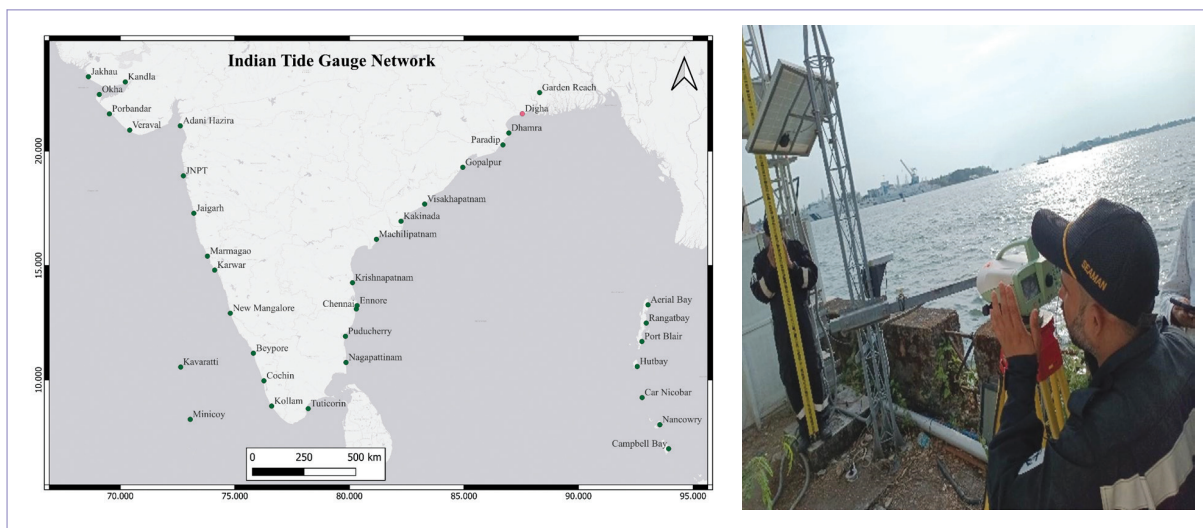 Indian Tide Gauge Network
Jakhau
Kandla
Okha
Porbandar
Veraval
Adani Hazira
JNPT
Jaigarh
Marmagao
Karwar
New Mangalore
Beypore
Kavaratti
Cochin
Minicoy
Kollam
Tuticorin
Garden Reach
Digha
Dhamra
Paradip
Gopalpur
Visakhapatnam
Kakinada
Machilipatnam
Krishnapatnam
Chennai
Ennore
Puducherry
Nagapattinam
Aerial Bay
Rangatbay
Port Blair
Hutbay
Car Nicobar
Nancowry
Campbell Bay
20.000
15.000
10.000
0 250 500 km
70.000 75.000 80.000 85.000 90.000 95.000
SEAMAN